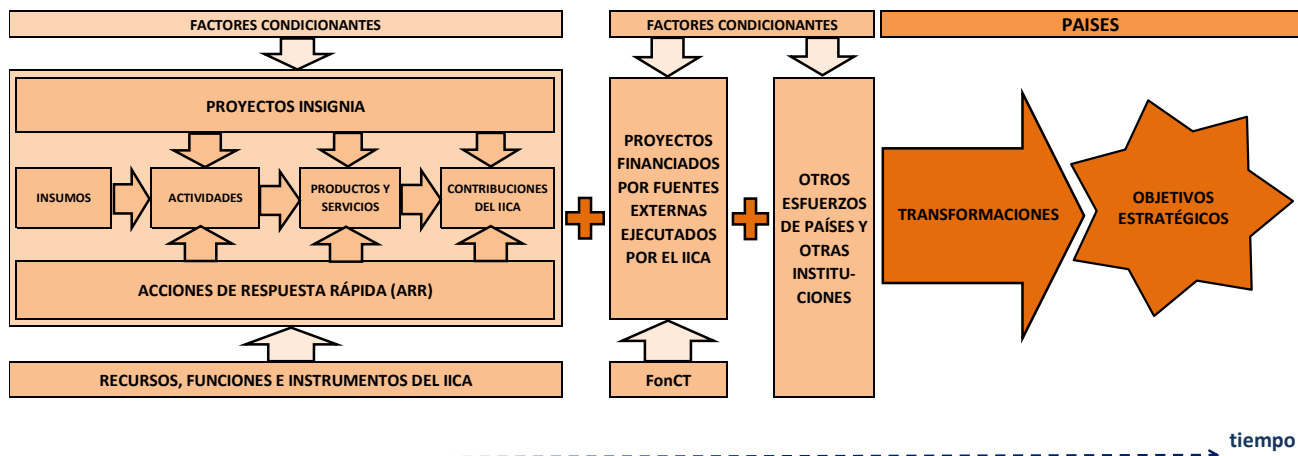 FACTORES CONDICIONANTES
FACTORES CONDICIONANTES
PAISES
PROYECTOS INSIGNIA
INSUMOS
ACTIVIDADES
PRODUCTOS Y
SERVICIOS
CONTRIBUCIONES
DEL IICA
ACCIONES DE RESPUESTA RÁPIDA (ARR)
RECURSOS, FUNCIONES E INSTRUMENTOS DEL IICA
PROYECTOS
FINANCIADOS
POR FUENTES
EXTERNAS
EJECUTADOS
POR EL IICA
FonCT
OTROS
ESFUERZOS
DE PAÍSES Y
OTRAS
INSTITU-
CIONES
TRANSFORMACIONES
OBJETIVOS
ESTRATÉGICOS
tiempo